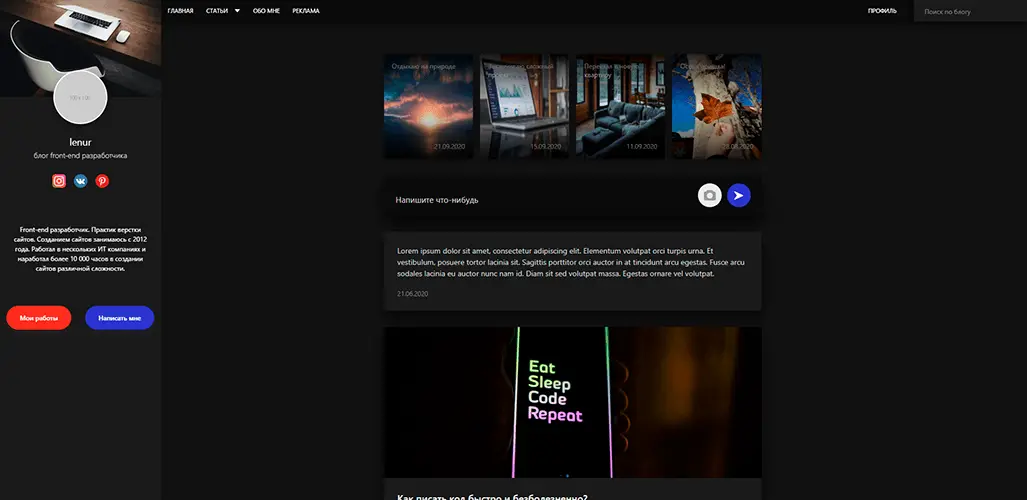 ГЛАВНАЯ СТАТЬИ ОБО МНЕ РЕКЛАМА ПРОФИЛЬ Поиск по блогу
lenur
блог front-end разработчика
Front-end разработчик. Практик верстки
сайтов. Созданием сайтов занимаюсь с 2012
года. Работал в нескольких ИТ компаниях и
наработал более 10 000 часов в создании
сайтов различной сложности.
Мои работы
Написать мне
Отдыхаю на природе
21.09.2020
сложный
15.09.2020
квартиру
11.09.2020
Напишите что-нибудь
Lorem ipsum dolor sit amet, consectetur adipiscing elit. Elementum volutpat orci turpis urna. Et
vestibulum, posuere tortor lacinia sit. Sagittis porttitor orci auctor in at tincidunt arcu egestas. Fusce arcu
sodales lacinia eu auctor nunc nam id. Diam sit sed volutpat massa. Egestas ornare vel volutpat.
21.06.2020
Eat
Sleep
Code
Repeat
Как писать код быстро и безболезненно?